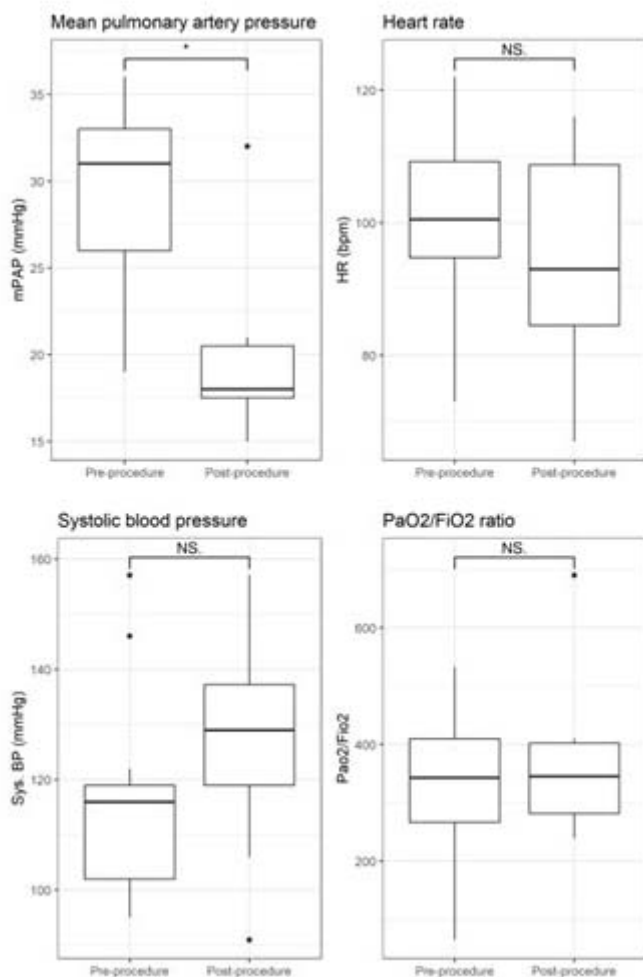 Mean pulmonary artery pressure
*
mPAP (mmHg)
35
30
25
20
15
Pre-procedure Post-procedure
Heart rate
NS.
HR (bpm)
120
100
80
Pre-procedure Post-procedure
Systolic blood pressure
NS.
Sys. BP (mmHg)
160
140
120
100
Pre-procedure Post-procedure
PaO2/FiO2 ratio
NS.
Pao2/Fio2
600
400
200
Pre-procedure Post-procedure